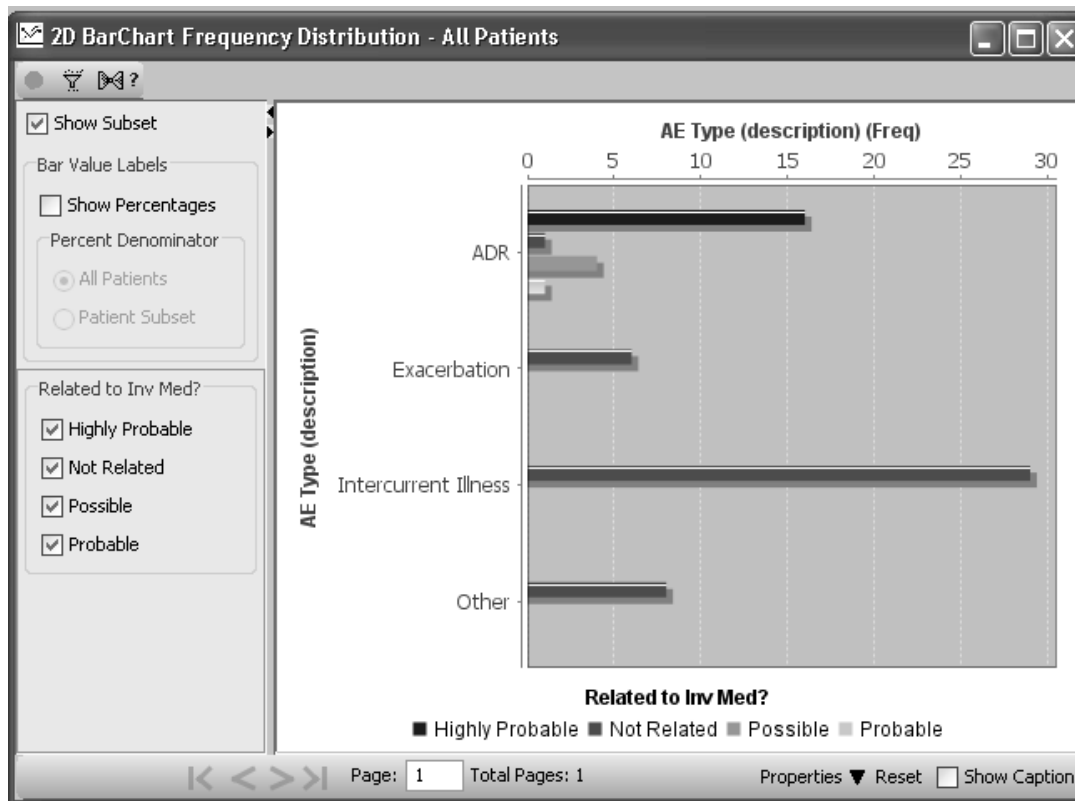 2D BarChart Frequency Distribution - All Patients
?
Show Subset
Bar Value Labels
Show Percentages
Percent Denominator
All Patients
Patient Subset
Related to Inv Med?
Highly Probable
Not Related
Possible
Probable
AE Type (description) (Freq)
0 5 10 15 20 25 30
AE Type (description)
ADR
Exacerbation
Intercurrent Illness
Other
Related to Inv Med?
Highly Probable Not Related Possible Probable
Page: 1 Total Pages: 1 Properties ▼ Reset Show Caption